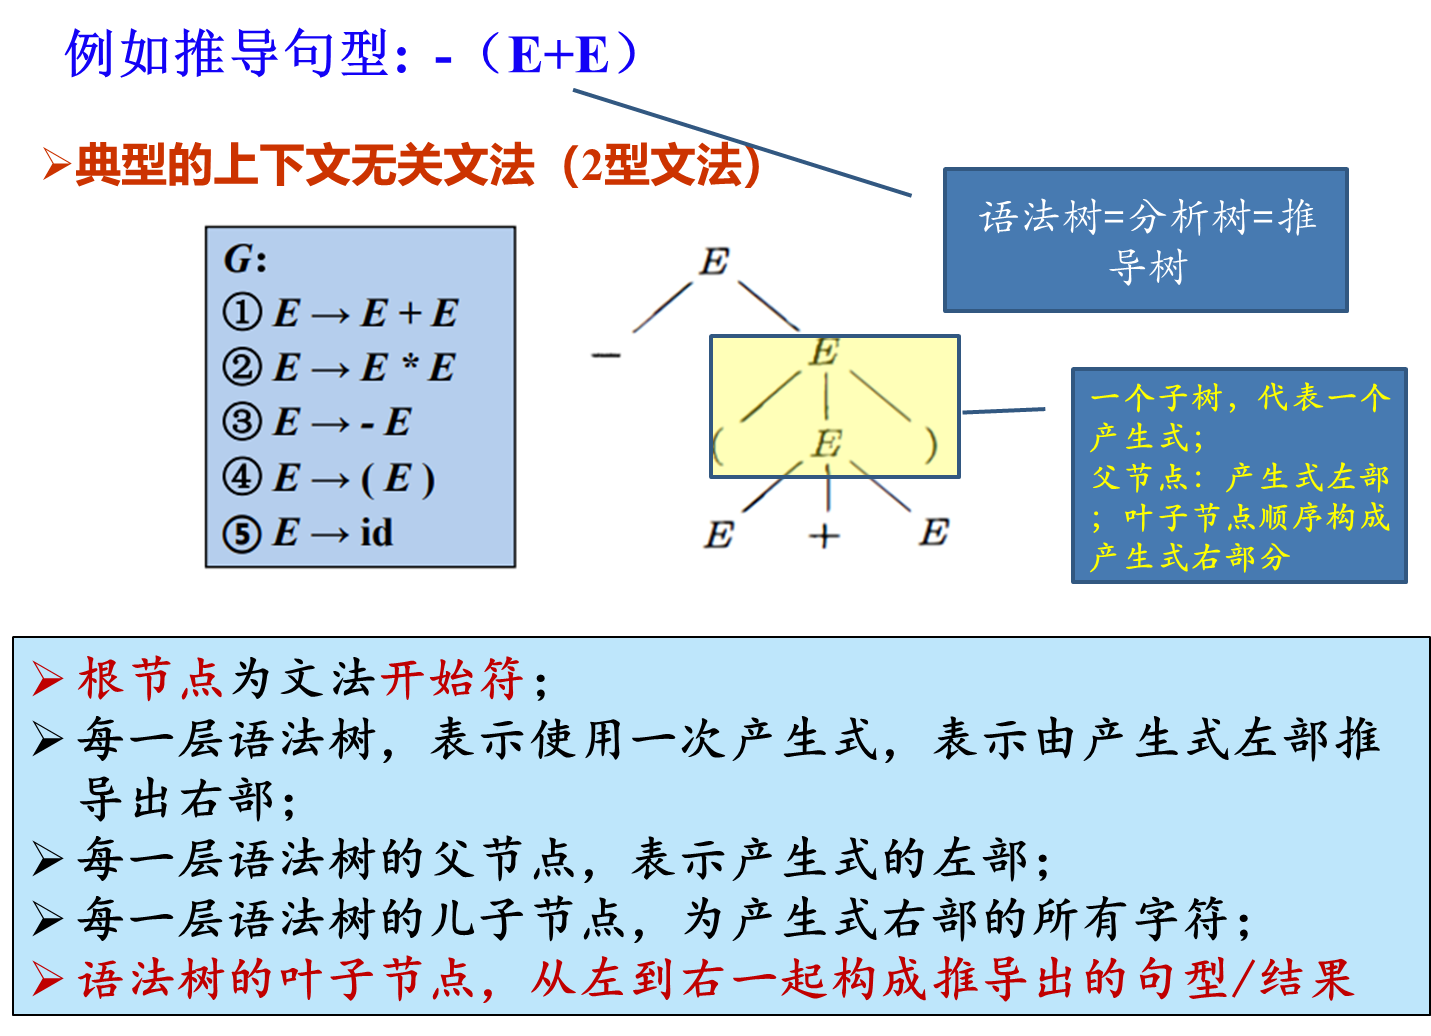 例如推导句型：-（E+E）
➢典型的上下文无关文法（2型文法）
语法树=分析树=推
导树
G:
① E → E + E
② E → E * E
③ E → - E
④ E → ( E )
⑤ E → id
E
— E
( E )
E + E
一个子树，代表一个
产生式；
父节点：产生式左部
；叶子节点顺序构成
产生式右部分
➢根节点为文法开始符；
➢每一层语法树，表示使用一次产生式，表示由产生式左部推
导出右部；
➢每一层语法树的父节点，表示产生式的左部；
➢每一层语法树的儿子节点，为产生式右部的所有字符；
➢语法树的叶子节点，从左到右一起构成推导出的句型/结果